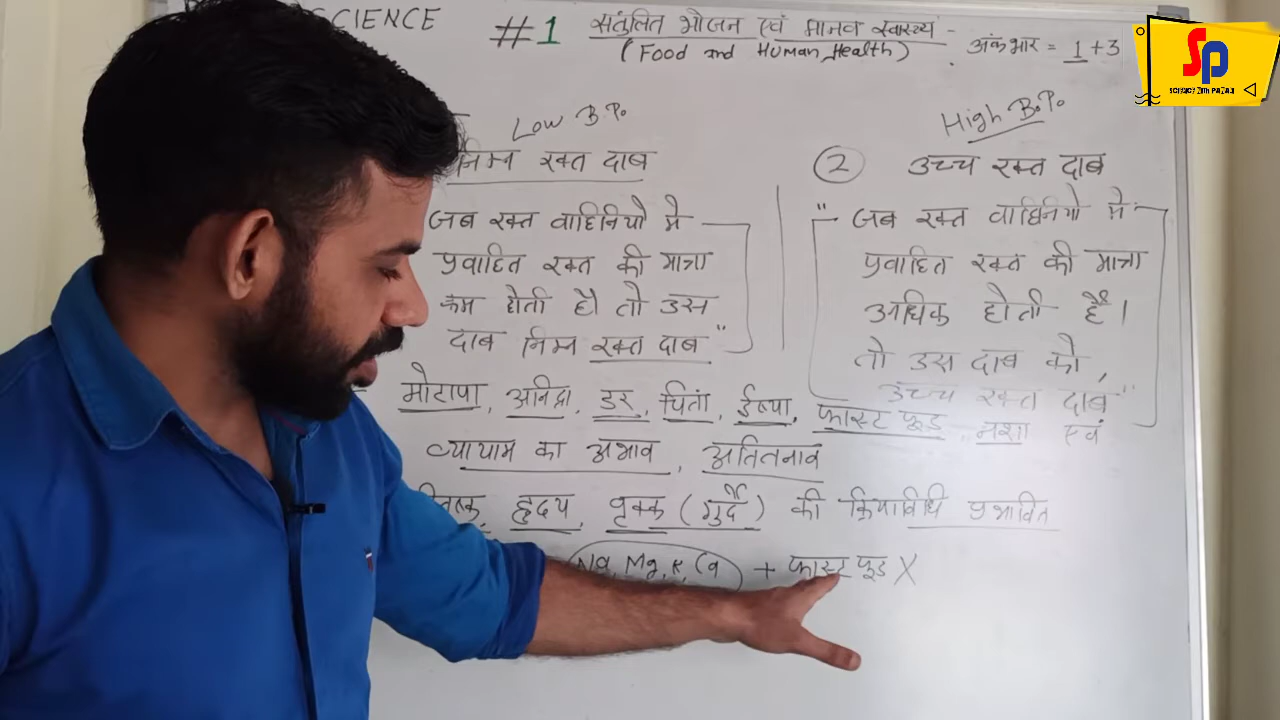 SCIENCE #1 संतुलित भोजन एवं मानव स्वास्थ्य -
(Food and Human Health) . अंकभार = 1+3
SP
Low B.P.
निम्न रक्त दाब
जब रक्त वाहिनियो मे
प्रवाहित रक्त की मात्रा
कम होती है तो उस
दाब निम्न रक्त दाब"
High B.P.
② उच्च रक्त दाब
" जब रक्त वाहिनियो मे
प्रवाहित रक्त की मात्रा
अधिक होती है।
तो उस दाब को,
उच्च रक्त दाब"
मोटापा, अनिद्रा, डर, चिंता, ईर्ष्या, फास्ट फूड, नशा एवं
व्यायाम का अभाव, अतितनाव
हृदय, वृक्क (गुर्दे) की क्रियाविधि प्रभावित
Na, Mg, K, Ca + फास्ट फूड X